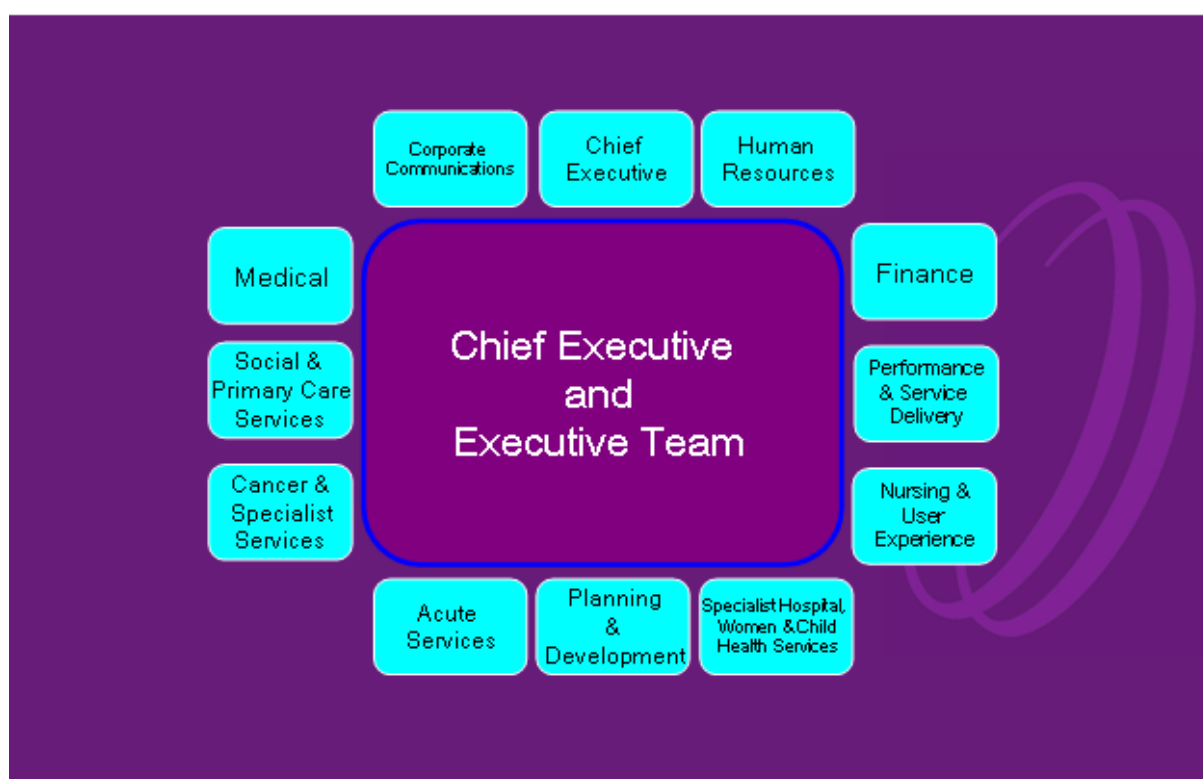 Corporate
Communications
Chief
Executive
Human
Resources
Medical
Finance
Social &
Primary Care
Services
Chief Executive
and
Executive Team
Performance
& Service
Delivery
Cancer &
Specialist
Services
Nursing &
User
Experience
Acute
Services
Planning
&
Development
Specialist Hospital,
Women & Child
Health Services